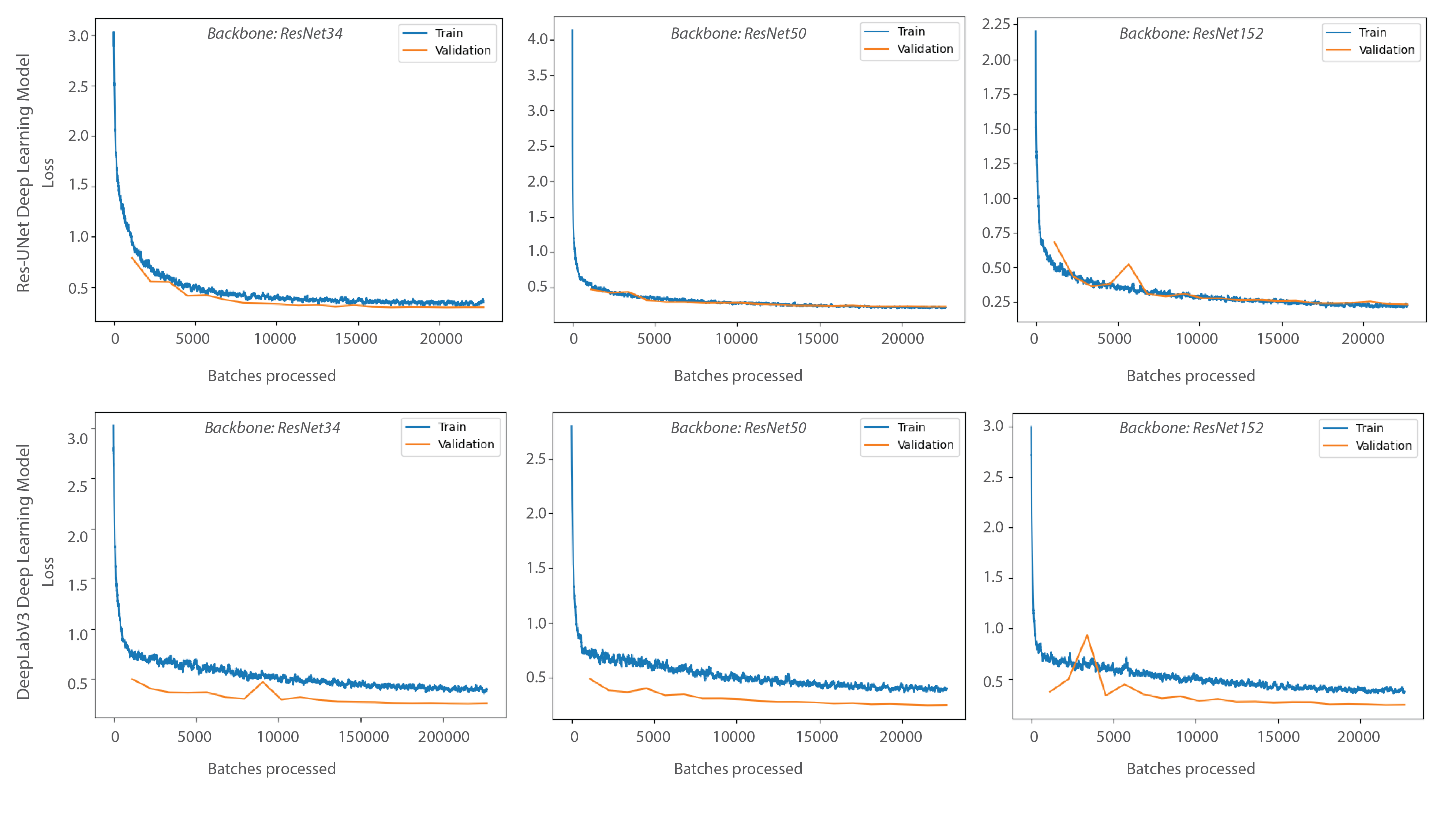 Res-UNet Deep Learning Model
Loss
Backbone: ResNet34
Train
Validation
3.0
2.5
2.0
1.5
1.0
0.5
0
5000
10000
15000
20000
Batches processed
Backbone: ResNet50
Train
Validation
4.0
3.5
3.0
2.5
2.0
1.5
1.0
0.5
0
5000
10000
15000
20000
Batches processed
Backbone: ResNet152
Train
Validation
2.25
2.00
1.75
1.50
1.25
1.00
0.75
0.50
0.25
0
5000
10000
15000
20000
Batches processed
DeepLabV3 Deep Learning Model
Loss
Backbone: ResNet34
Train
Validation
3.0
2.5
2.0
1.5
1.0
0.5
0
5000
10000
150000
200000
Batches processed
Backbone: ResNet50
Train
Validation
2.5
2.0
1.5
1.0
0.5
0
5000
10000
15000
20000
Batches processed
Backbone: ResNet152
Train
Validation
3.0
2.5
2.0
1.5
1.0
0.5
0
5000
10000
15000
20000
Batches processed